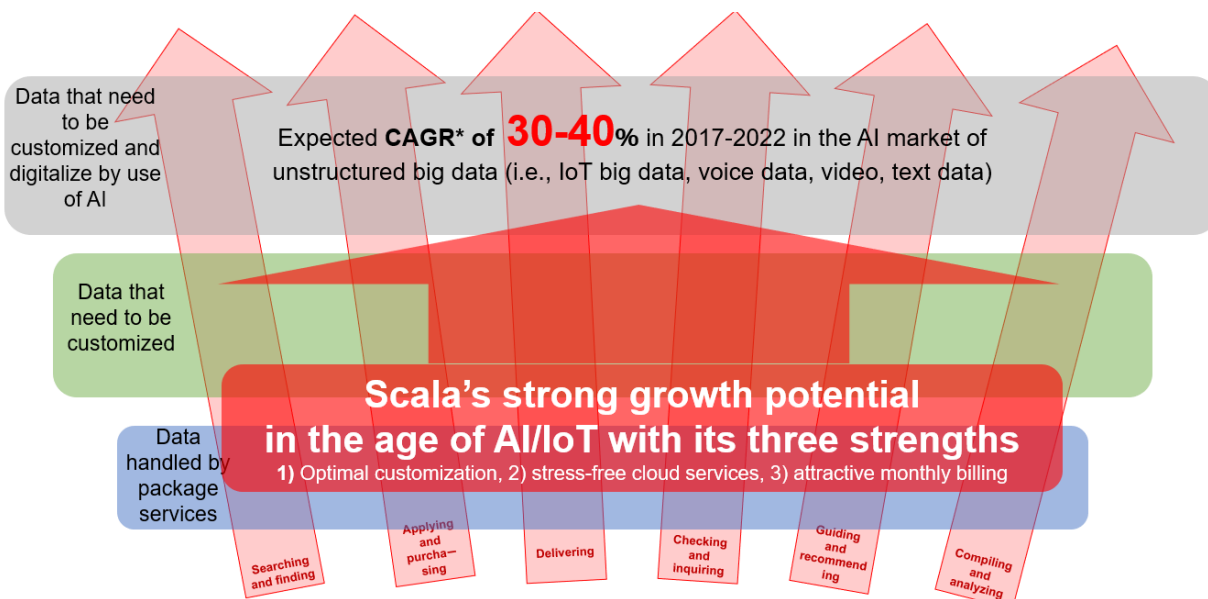 Data that need
to be
customized and
digitalize by use
of AI
Expected CAGR* of 30-40% in 2017-2022 in the AI market of
unstructured big data (i.e., IoT big data, voice data, video, text data)
Data that
need to be
customized
Scala's strong growth potential
in the age of AI/IoT with its three strengths
1) Optimal customization, 2) stress-free cloud services, 3) attractive monthly billing
Data
handled by
package
services
Searching
and finding
Applying
and
purcha－
sing
Delivering
Checking
and
inquiring
Guiding
and
recommend
ing
Compiling
and
analyzing